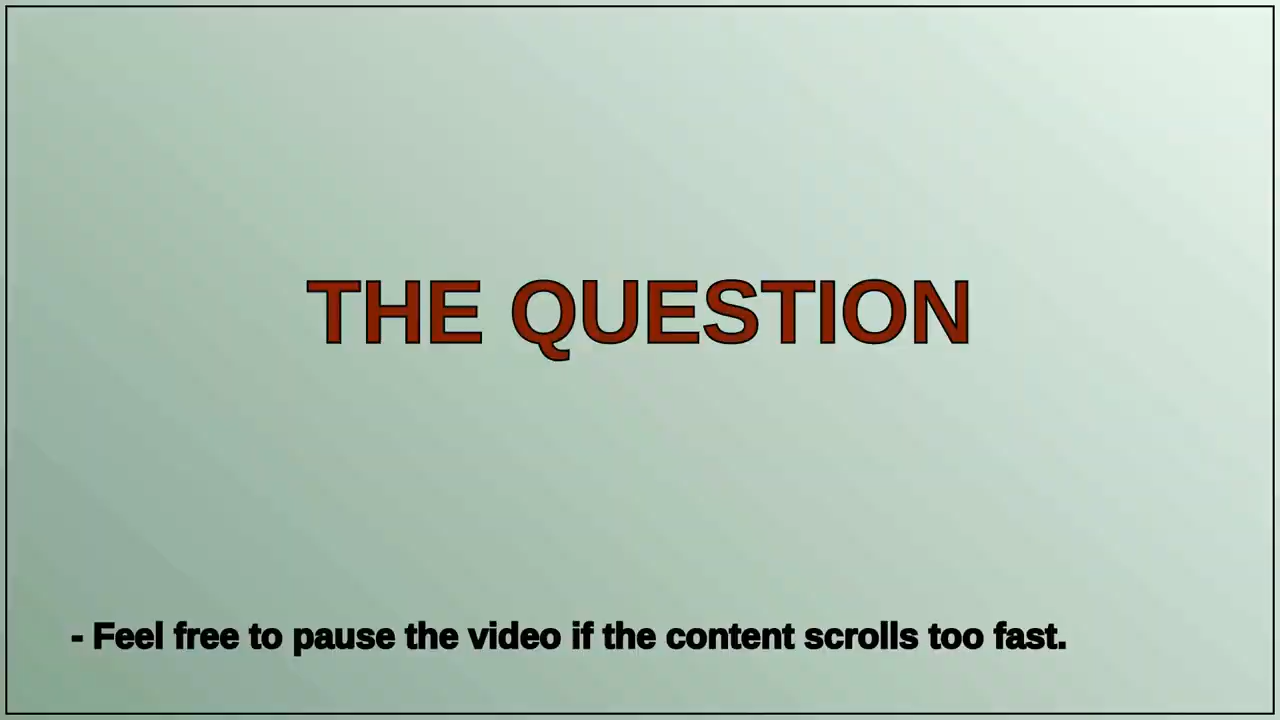 THE QUESTION
- Feel free to pause the video if the content scrolls too fast.